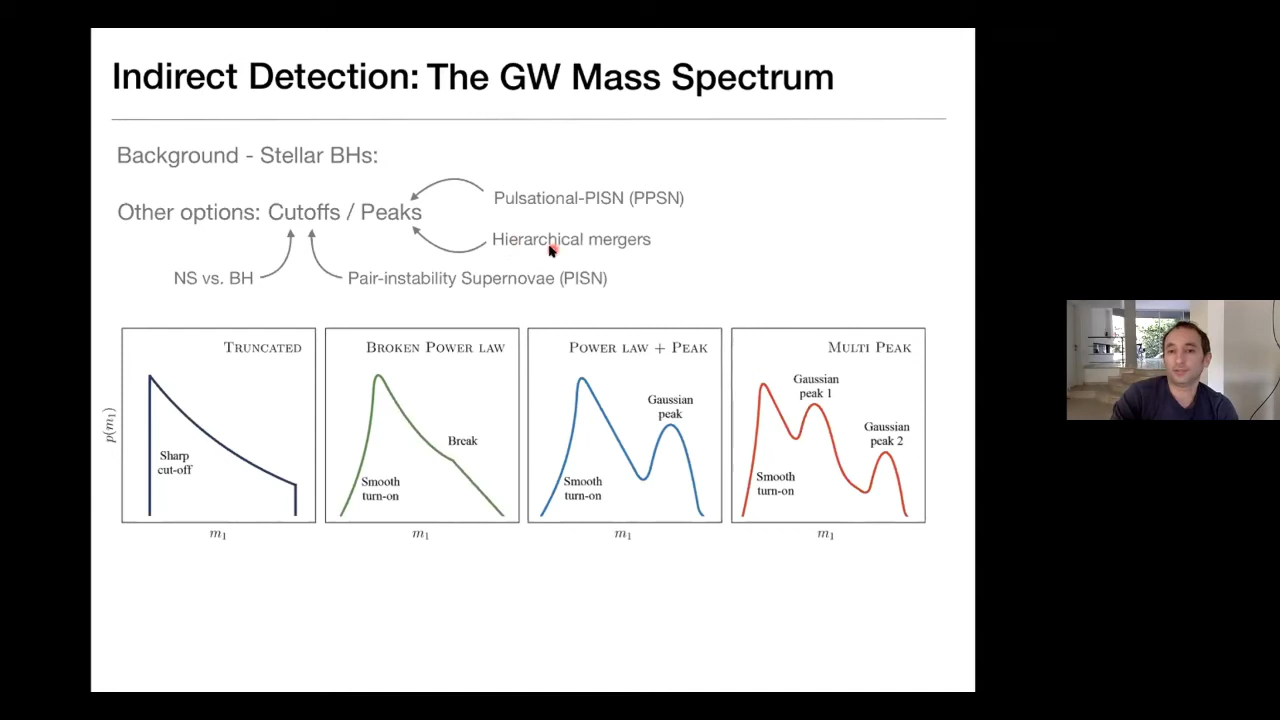 Indirect Detection: The GW Mass Spectrum
Background - Stellar BHs:
Pulsational-PISN (PPSN)
Other options: Cutoffs / Peaks
Hierarchical mergers
NS vs. BH
Pair-instability Supernovae (PISN)
TRUNCATED
p(m₁)
Sharp
cut-off
m₁
BROKEN POWER LAW
Break
Smooth
turn-on
m₁
POWER LAW + PEAK
Gaussian
peak
Smooth
turn-on
m₁
MULTI PEAK
Gaussian
peak 1
Gaussian
peak 2
Smooth
turn-on
m₁